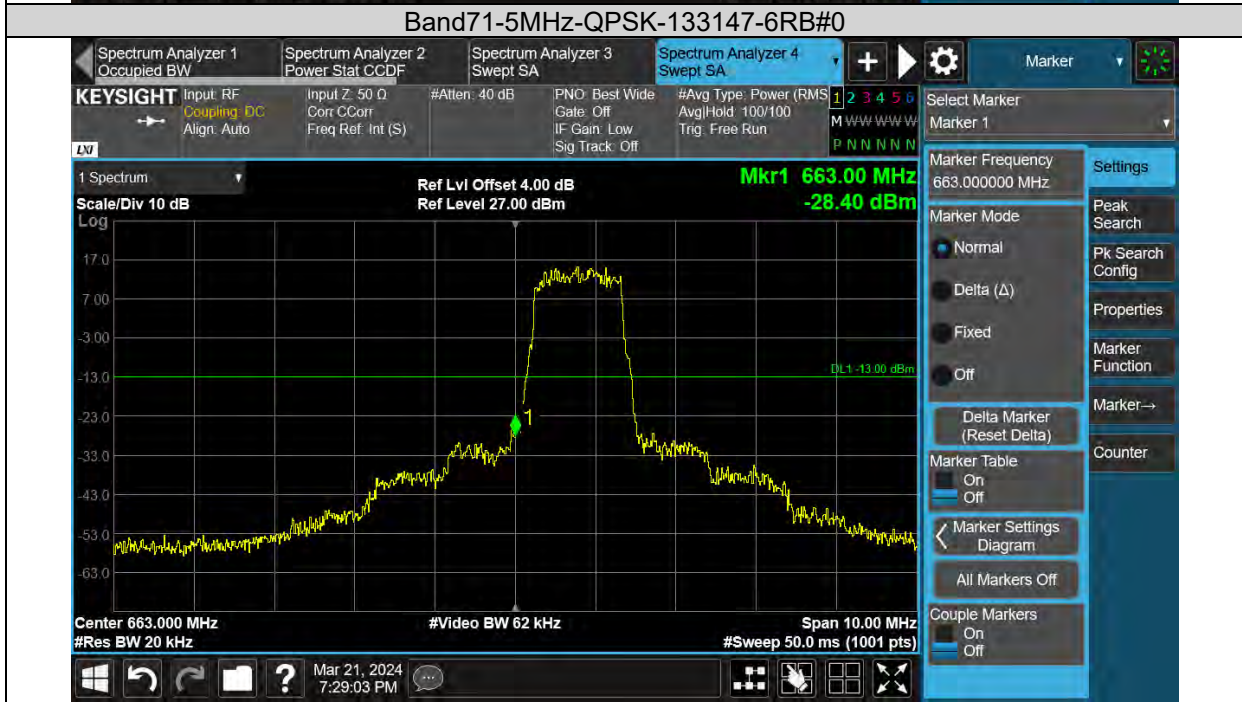 Band71-5MHz-QPSK-133147-6RB#0
Spectrum Analyzer 1
Occupied BW
Spectrum Analyzer 2
Power Stat CCDF
Spectrum Analyzer 3
Swept SA
Spectrum Analyzer 4
Swept SA
+
Marker
KEYSIGHT
LXI
Input: RF
Coupling: DC
Align: Auto
Input Z: 50 Ω
Corr CCorr
Freq Ref: Int (S)
#Atten: 40 dB
PNO: Best Wide
Gate: Off
IF Gain: Low
Sig Track: Off
#Avg Type: Power (RMS
Avg|Hold: 100/100
Trig: Free Run
1 2 3 4 5 6
M W W W W W
P N N N N N
Select Marker
Marker 1
1 Spectrum
Scale/Div 10 dB
Log
Ref Lvl Offset 4.00 dB
Ref Level 27.00 dBm
Mkr1 663.00 MHz
-28.40 dBm
17.0
7.00
-3.00
-13.0
-23.0
-33.0
-43.0
-53.0
-63.0
DL1 -13.00 dBm
1
Center 663.000 MHz
#Res BW 20 kHz
#Video BW 62 kHz
Span 10.00 MHz
#Sweep 50.0 ms (1001 pts)
Marker Frequency
663.000000 MHz
Marker Mode
Normal
Delta (Δ)
Fixed
Off
Delta Marker
(Reset Delta)
Marker Table
On
Off
Marker Settings
Diagram
All Markers Off
Couple Markers
On
Off
Settings
Peak
Search
Pk Search
Config
Properties
Marker
Function
Marker→
Counter
?
Mar 21, 2024
7:29:03 PM